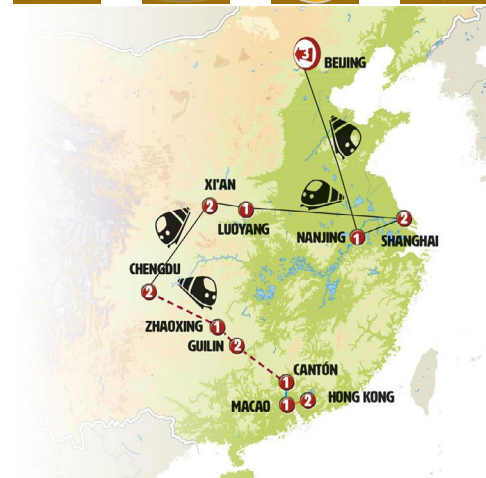 3
BEIJING
XI'AN
2
1
LUOYANG
NANJING
1
2
SHANGHAI
CHENGDU
2
ZHAOXING
1
GUILIN
2
CANTÓN
1
MACAO
1
2
HONG KONG